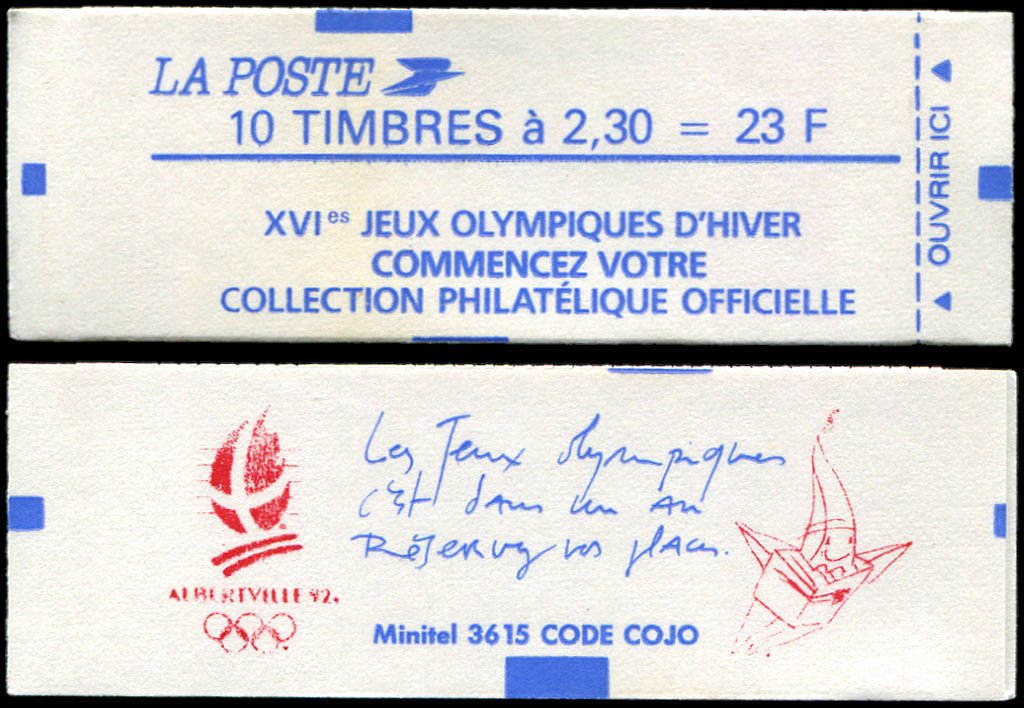 LA POSTE
10 TIMBRES à 2,30 = 23 F
XVIes JEUX OLYMPIQUES D'HIVER
COMMENCEZ VOTRE
COLLECTION PHILATÉLIQUE OFFICIELLE
OUVRIR ICI
Les Jeux olympiques
c'est dans un an
Réservez vos places.
ALBERTVILLE 92.
Minitel 3615 CODE COJO